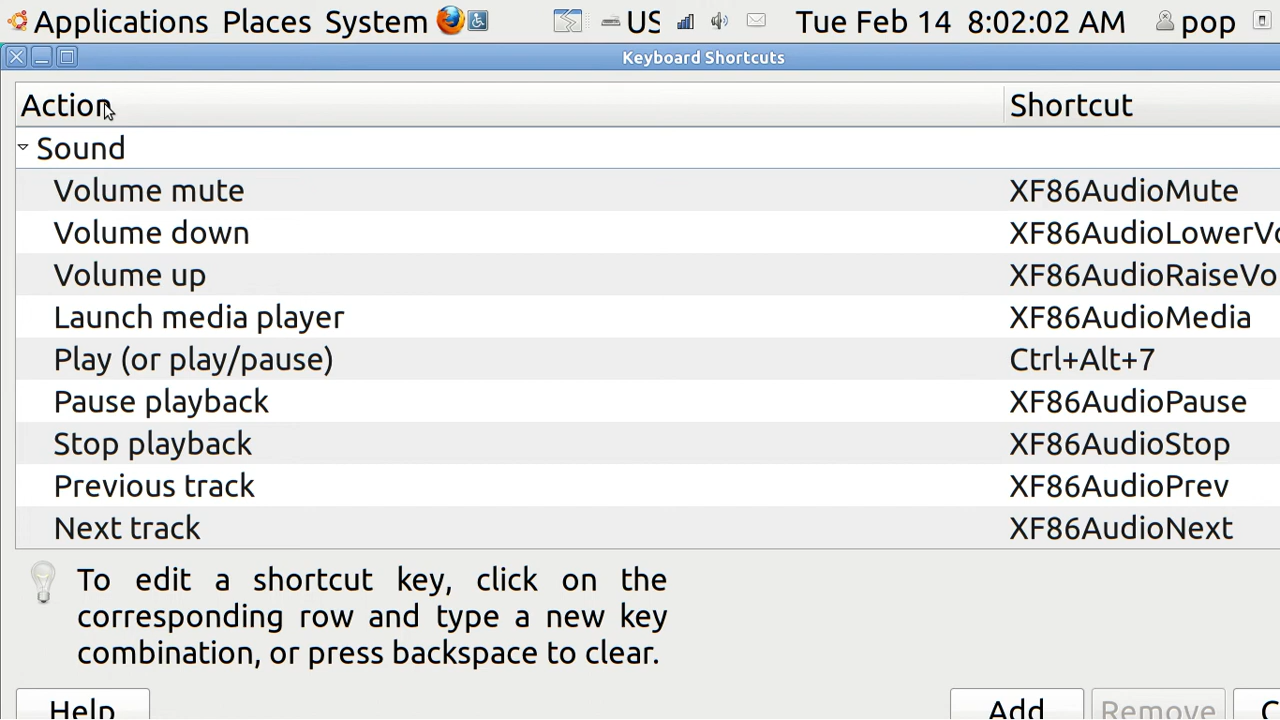 Applications Places System US Tue Feb 14 8:02:02 AM pop
Keyboard Shortcuts
Action Shortcut
Sound
Volume mute XF86AudioMute
Volume down XF86AudioLowerVo
Volume up XF86AudioRaiseVo
Launch media player XF86AudioMedia
Play (or play/pause) Ctrl+Alt+7
Pause playback XF86AudioPause
Stop playback XF86AudioStop
Previous track XF86AudioPrev
Next track XF86AudioNext
To edit a shortcut key, click on the
corresponding row and type a new key
combination, or press backspace to clear.
Help Add Remove C